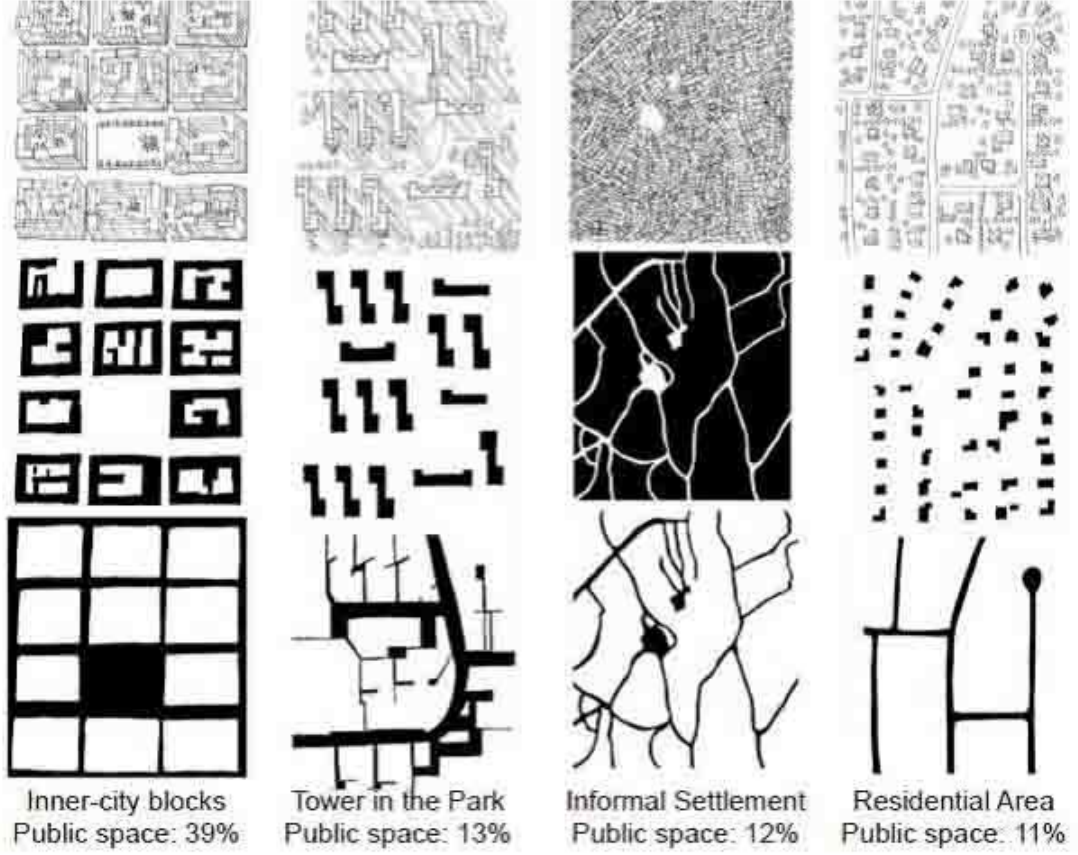 Inner-city blocks
Public space: 39%
Tower in the Park
Public space: 13%
Informal Settlement
Public space: 12%
Residential Area
Public space: 11%